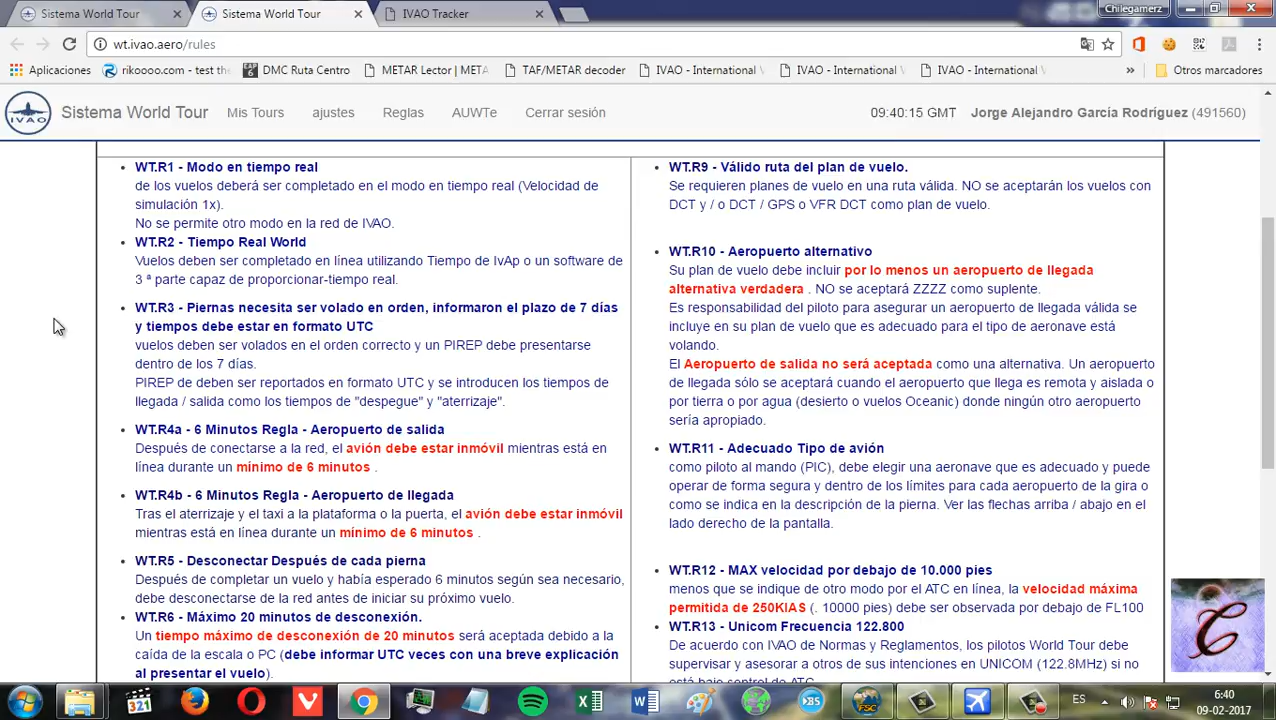 Sistema World Tour
Sistema World Tour
IVAO Tracker
Chilegamerz
wt.ivao.aero/rules
Aplicaciones
rikoooo.com - test the
DMC Ruta Centro
METAR Lector | META
TAF/METAR decoder
IVAO - International V
IVAO - International V
IVAO - International V
»
Otros marcadores
IVAO
Sistema World Tour
Mis Tours
ajustes
Reglas
AUWTe
Cerrar sesión
09:40:15 GMT
Jorge Alejandro García Rodríguez (491560)
WT.R1 - Modo en tiempo real
de los vuelos deberá ser completado en el modo en tiempo real (Velocidad de
simulación 1x).
No se permite otro modo en la red de IVAO.
WT.R2 - Tiempo Real World
Vuelos deben ser completado en línea utilizando Tiempo de IvAp o un software de
3 ª parte capaz de proporcionar-tiempo real.
WT.R3 - Piernas necesita ser volado en orden, informaron el plazo de 7 días
y tiempos debe estar en formato UTC
vuelos deben ser volados en el orden correcto y un PIREP debe presentarse
dentro de los 7 días.
PIREP de deben ser reportados en formato UTC y se introducen los tiempos de
llegada / salida como los tiempos de "despegue" y "aterrizaje".
WT.R4a - 6 Minutos Regla - Aeropuerto de salida
Después de conectarse a la red, el avión debe estar inmóvil mientras está en
línea durante un mínimo de 6 minutos .
WT.R4b - 6 Minutos Regla - Aeropuerto de llegada
Tras el aterrizaje y el taxi a la plataforma o la puerta, el avión debe estar inmóvil
mientras está en línea durante un mínimo de 6 minutos .
WT.R5 - Desconectar Después de cada pierna
Después de completar un vuelo y había esperado 6 minutos según sea necesario,
debe desconectarse de la red antes de iniciar su próximo vuelo.
WT.R6 - Máximo 20 minutos de desconexión.
Un tiempo máximo de desconexión de 20 minutos será aceptada debido a la
caída de la escala o PC (debe informar UTC veces con una breve explicación
al presentar el vuelo).
WT.R9 - Válido ruta del plan de vuelo.
Se requieren planes de vuelo en una ruta válida. NO se aceptarán los vuelos con
DCT y / o DCT / GPS o VFR DCT como plan de vuelo.
WT.R10 - Aeropuerto alternativo
Su plan de vuelo debe incluir por lo menos un aeropuerto de llegada
alternativa verdadera . NO se aceptará ZZZZ como suplente.
Es responsabilidad del piloto para asegurar un aeropuerto de llegada válida se
incluye en su plan de vuelo que es adecuado para el tipo de aeronave está
volando.
El Aeropuerto de salida no será aceptada como una alternativa. Un aeropuerto
de llegada sólo se aceptará cuando el aeropuerto que llega es remota y aislada o
por tierra o por agua (desierto o vuelos Oceanic) donde ningún otro aeropuerto
sería apropiado.
WT.R11 - Adecuado Tipo de avión
como piloto al mando (PIC), debe elegir una aeronave que es adecuado y puede
operar de forma segura y dentro de los límites para cada aeropuerto de la gira o
como se indica en la descripción de la pierna. Ver las flechas arriba / abajo en el
lado derecho de la pantalla.
WT.R12 - MAX velocidad por debajo de 10.000 pies
menos que se indique de otro modo por el ATC en línea, la velocidad máxima
permitida de 250KIAS (. 10000 pies) debe ser observada por debajo de FL100
WT.R13 - Unicom Frecuencia 122.800
De acuerdo con IVAO de Normas y Reglamentos, los pilotos World Tour debe
supervisar y asesorar a otros de sus intenciones en UNICOM (122.8MHz) si no
está bajo control de ATC.
C
321
FSC
ES
6:40
09-02-2017